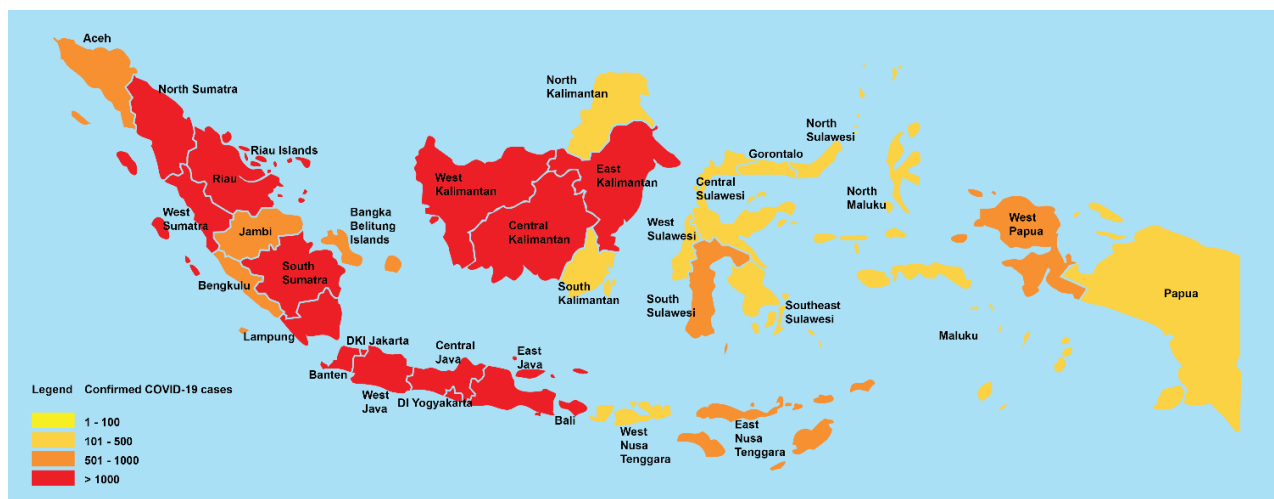 Aceh
North Sumatra
Riau Islands
Riau
West
Sumatra
Jambi
Bangka
Belitung
Islands
South
Sumatra
Bengkulu
Lampung
North
Kalimantan
West
Kalimantan
East
Kalimantan
Central
Kalimantan
South
Kalimantan
North
Sulawesi
Gorontalo
Central
Sulawesi
West
Sulawesi
South
Sulawesi
Southeast
Sulawesi
North
Maluku
West
Papua
Papua
Maluku
DKI Jakarta
Banten
West
Java
Central
Java
DI Yogyakarta
East
Java
Bali
West
Nusa
Tenggara
East
Nusa
Tenggara
Legend Confirmed COVID-19 cases
1 - 100
101 - 500
501 - 1000
> 1000